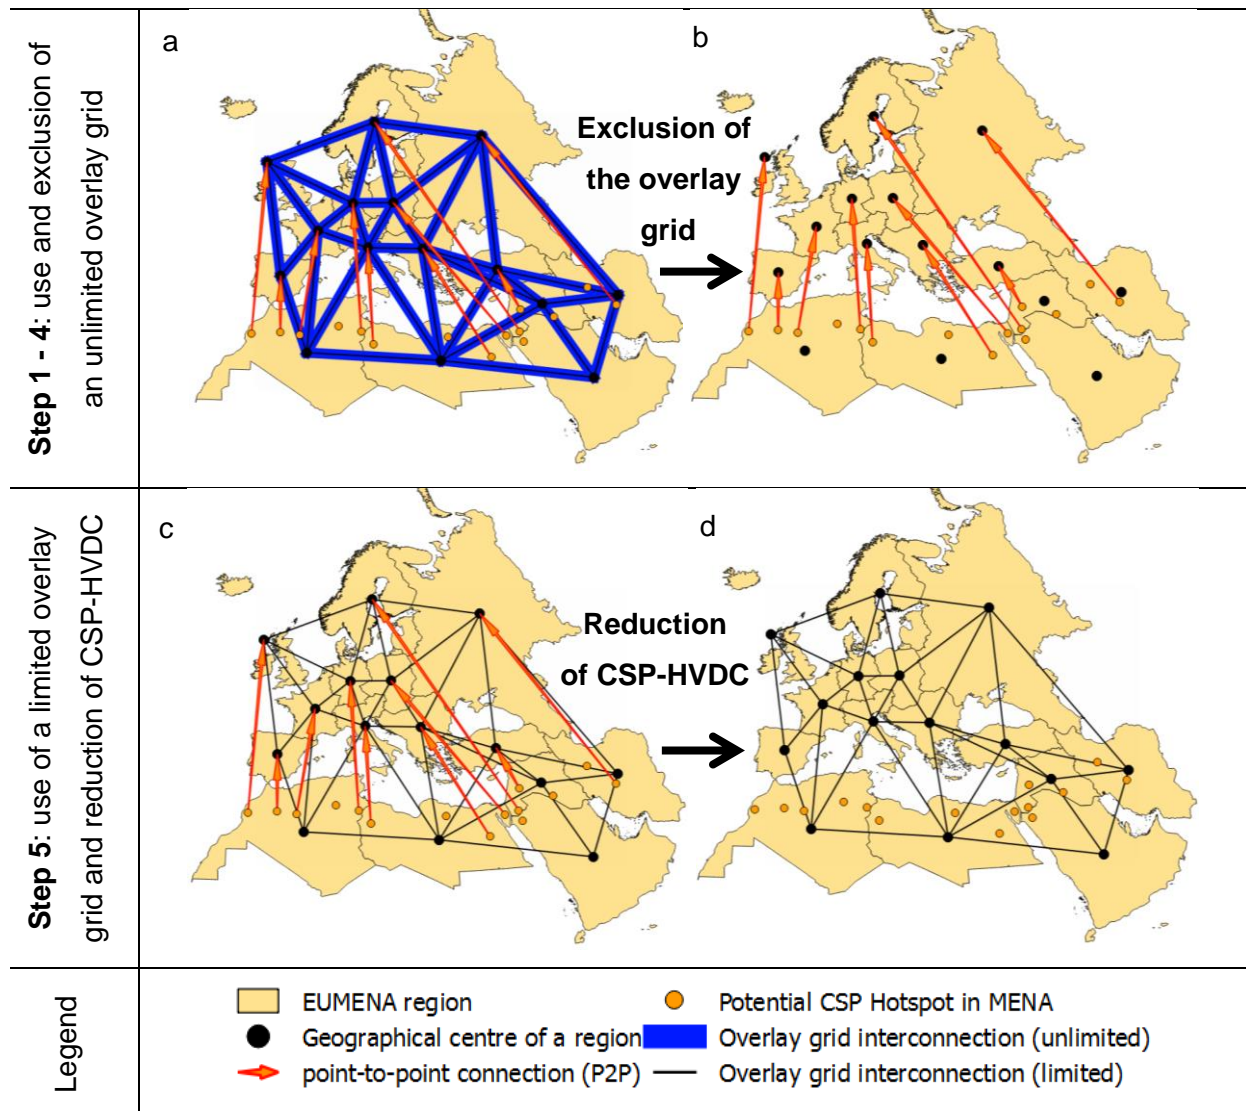 Step 1 - 4: use and exclusion of
an unlimited overlay grid
a
b
Exclusion of
the overlay
grid
Step 5: use of a limited overlay
grid and reduction of CSP-HVDC
c
d
Reduction
of CSP-HVDC
Legend
EUMENA region
Potential CSP Hotspot in MENA
Geographical centre of a region
Overlay grid interconnection (unlimited)
point-to-point connection (P2P)
Overlay grid interconnection (limited)